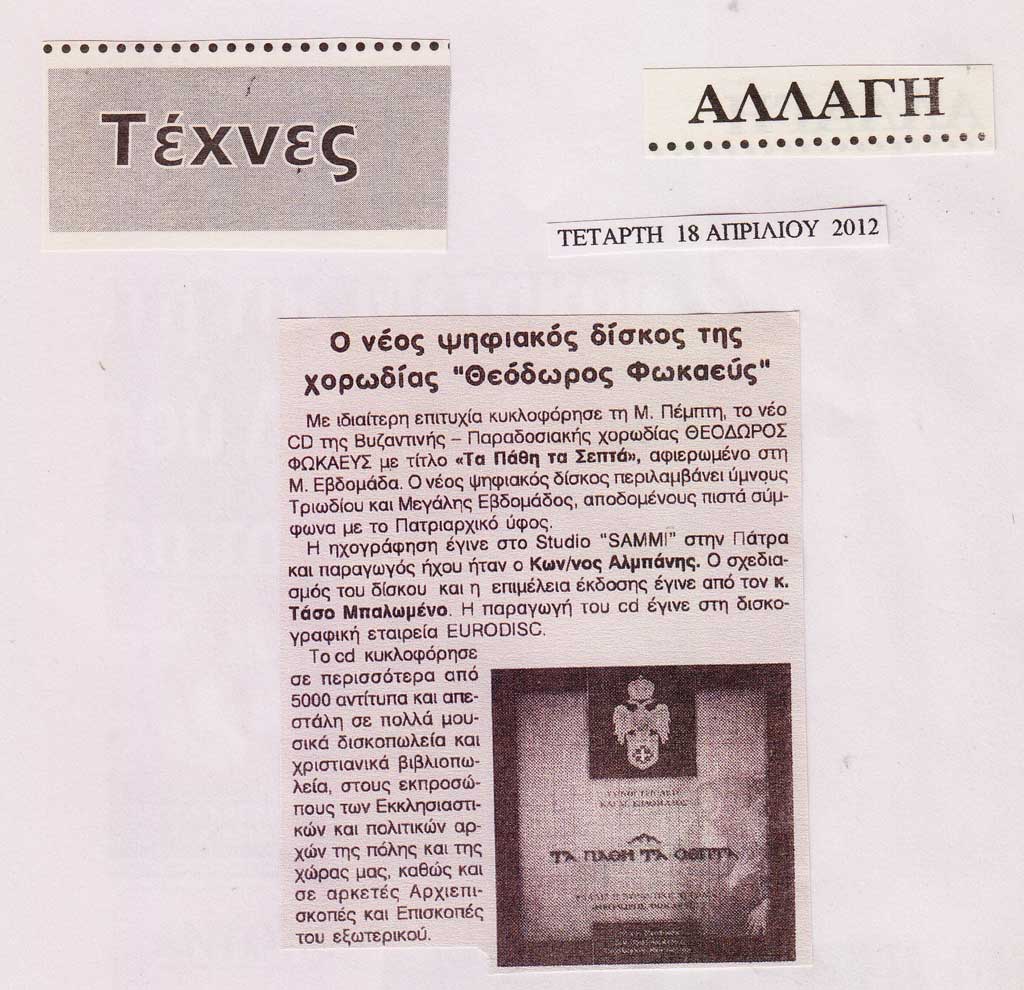 Τέχνες
ΑΛΛΑΓΗ
ΤΕΤΑΡΤΗ 18 ΑΠΡΙΛΙΟΥ 2012
Ο νέος ψηφιακός δίσκος της
χορωδίας "Θεόδωρος Φωκαεύς"
Με ιδιαίτερη επιτυχία κυκλοφόρησε τη Μ. Πέμπτη, το νέο
CD της Βυζαντινής – Παραδοσιακής χορωδίας ΘΕΟΔΩΡΟΣ
ΦΩΚΑΕΥΣ με τίτλο «Τα Πάθη τα Σεπτά», αφιερωμένο στη
Μ. Εβδομάδα. Ο νέος ψηφιακός δίσκος περιλαμβάνει ύμνους
Τριωδίου και Μεγάλης Εβδομάδος, αποδομένους πιστά σύμ-
φωνα με το Πατριαρχικό ύφος.
Η ηχογράφηση έγινε στο Studio "SAMMI" στην Πάτρα
και παραγωγός ήχου ήταν ο Κων/νος Αλμπάνης. Ο σχεδια-
σμός του δίσκου και η επιμέλεια έκδοσης έγινε από τον κ.
Τάσο Μπαλωμένο. Η παραγωγή του cd έγινε στη δισκο-
γραφική εταιρεία EURODISC.
Το cd κυκλοφόρησε
σε περισσότερα από
5000 αντίτυπα και απε-
στάλη σε πολλά μου-
σικά δισκοπωλεία και
χριστιανικά βιβλιοπω-
λεία, στους εκπροσώ-
πους των Εκκλησιαστι-
κών και πολιτικών αρ-
χών της πόλης και της
χώρας μας, καθώς και
σε αρκετές Αρχιεπι-
σκοπές και Επισκοπές
του εξωτερικού.
ΤΑ ΠΑΘΗ ΤΑ CΕΠΤΑ